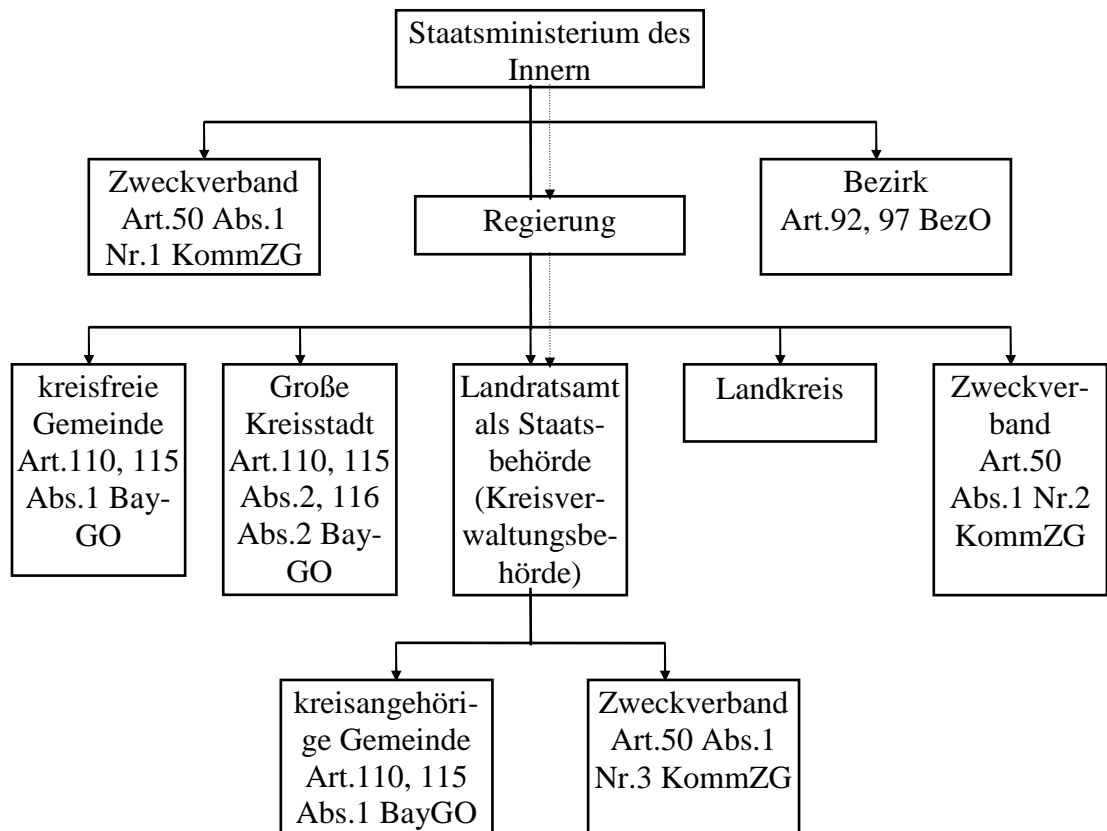 Staatsministerium des
Innern
Zweckverband
Art.50 Abs.1
Nr.1 KommZG
Regierung
Bezirk
Art.92, 97 BezO
kreisfreie
Gemeinde
Art.110, 115
Abs.1 Bay-
GO
Große
Kreisstadt
Art.110, 115
Abs.2, 116
Abs.2 Bay-
GO
Landratsamt
als Staats-
behörde
(Kreisver-
waltungsbe-
hörde)
Landkreis
Zweckver-
band
Art.50
Abs.1 Nr.2
KommZG
kreisangehöri-
ge Gemeinde
Art.110, 115
Abs.1 BayGO
Zweckverband
Art.50 Abs.1
Nr.3 KommZG